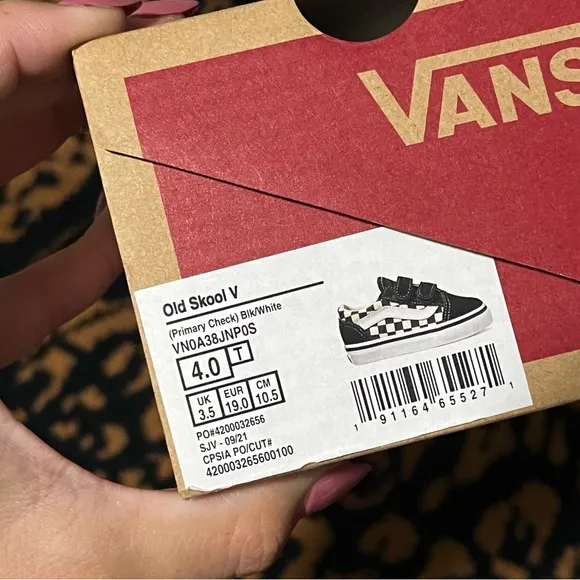 VANS
Old Skool V
(Primary Check) Blk/White
VN0A38JNP0S
4.0 T
UK EUR CM
3.5 19.0 10.5
PO#4200032656
SJV - 09/21
CPSIA PO/CUT#
420003265600100
1 91164 65527 1